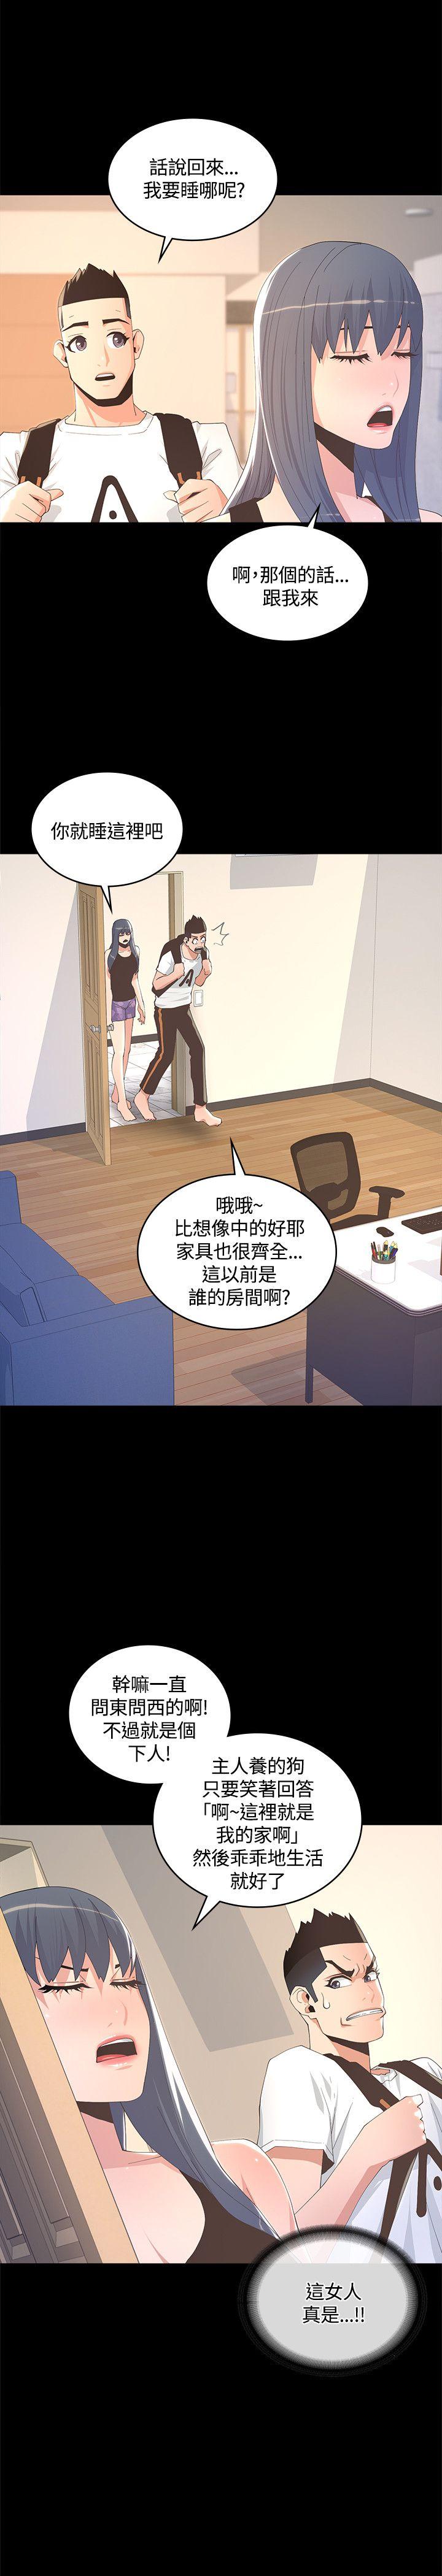 話說回來...
我要睡哪呢?
啊,那個的話...
跟我來
你就睡這裡吧
哦哦~
比想像中的好耶
家具也很齊全...
這以前是
誰的房間啊?
幹嘛一直
問東問西的啊!
不過就是個
下人!
主人養的狗
只要笑著回答
「啊~這裡就是
我的家啊」
然後乖乖地生活
就好了
這女人
真是...!!